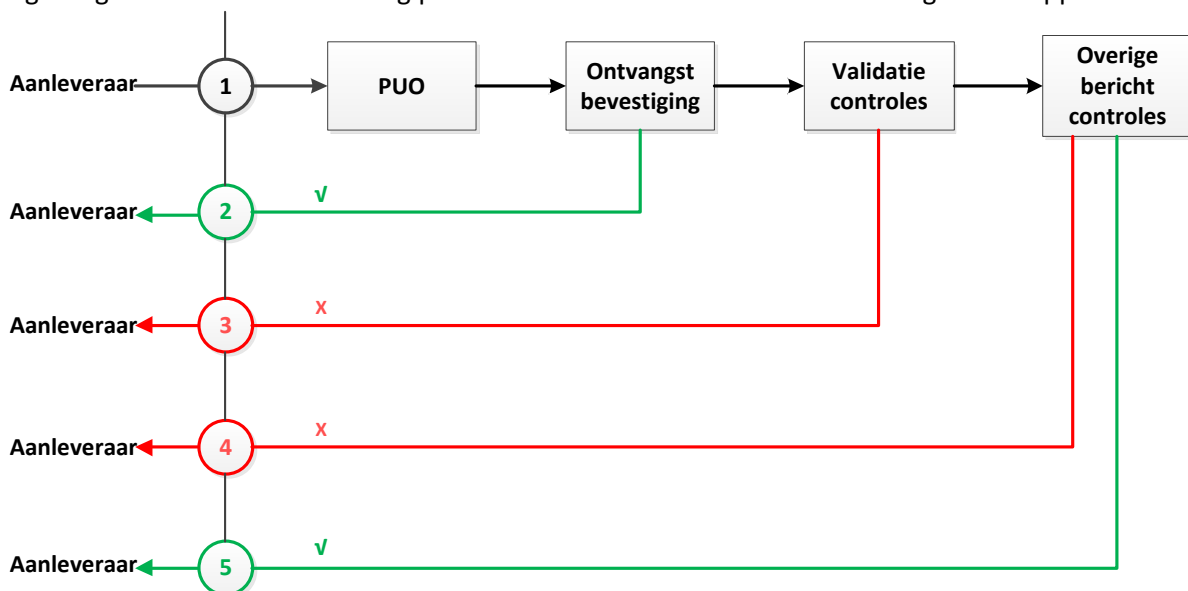 Aanleveraar
1
PUO
Ontvangst
bevestiging
Validatie
controles
Overige
bericht
controles
Aanleveraar
2
√
Aanleveraar
3
X
Aanleveraar
4
X
Aanleveraar
5
√